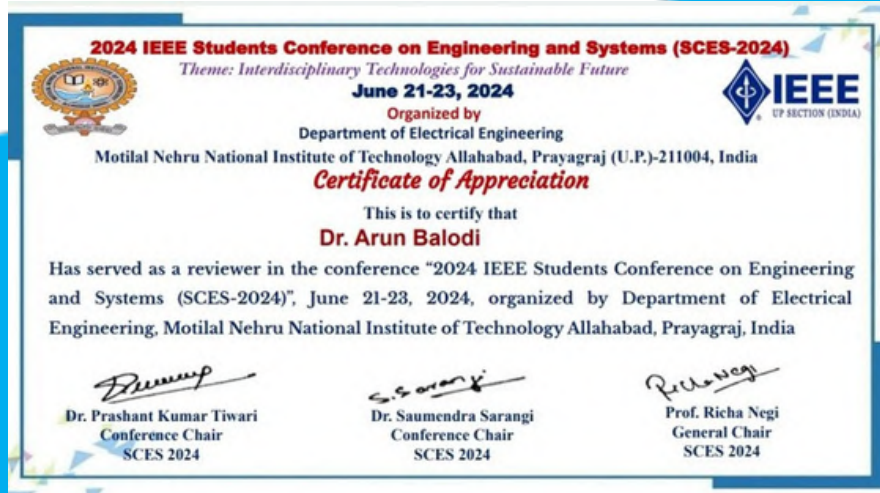 2024 IEEE Students Conference on Engineering and Systems (SCES-2024)
Theme: Interdisciplinary Technologies for Sustainable Future
June 21-23, 2024
IEEE
UP SECTION (INDIA)
Organized by
Department of Electrical Engineering
Motilal Nehru National Institute of Technology Allahabad, Prayagraj (U.P.)-211004, India
Certificate of Appreciation
This is to certify that
Dr. Arun Balodi
Has served as a reviewer in the conference “2024 IEEE Students Conference on Engineering
and Systems (SCES-2024)”, June 21-23, 2024, organized by Department of Electrical
Engineering, Motilal Nehru National Institute of Technology Allahabad, Prayagraj, India
S. Sarangi
Richa Negi
Dr. Prashant Kumar Tiwari
Conference Chair
SCES 2024
Dr. Saumendra Sarangi
Conference Chair
SCES 2024
Prof. Richa Negi
General Chair
SCES 2024